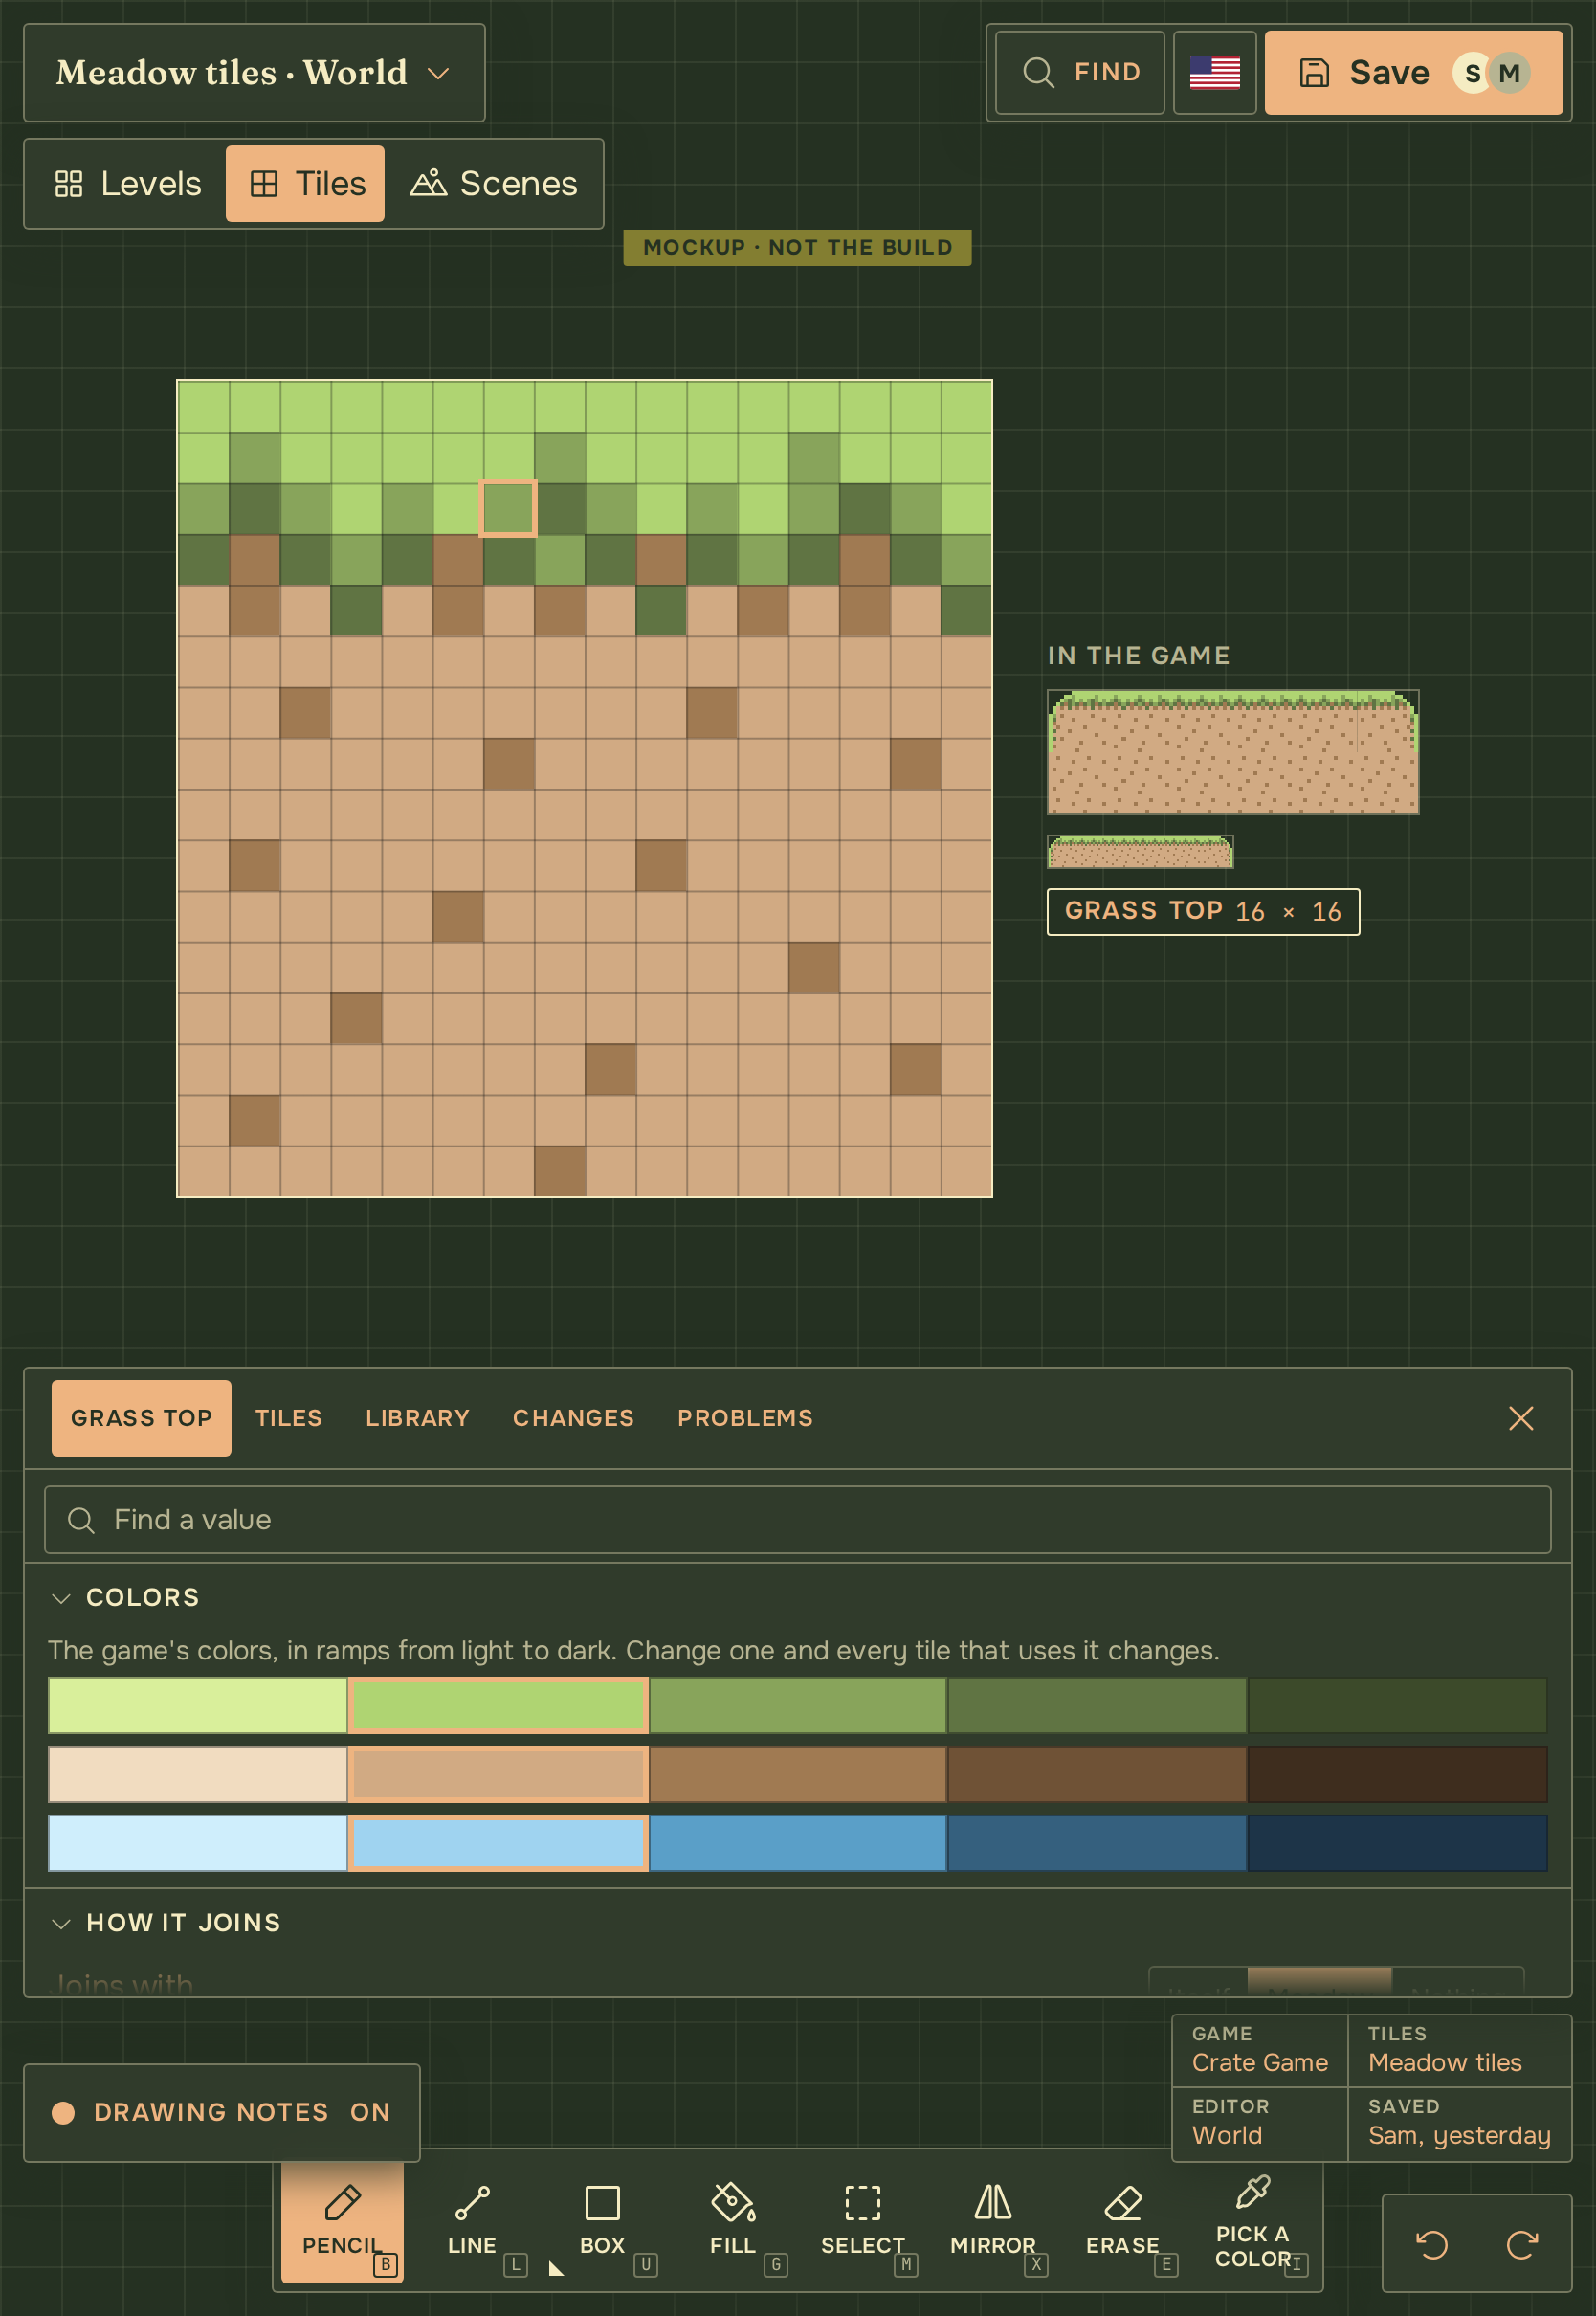 Meadow tiles · World
FIND
Save
S
M
Levels
Tiles
Scenes
MOCKUP · NOT THE BUILD
IN THE GAME
GRASS TOP 16 × 16
GRASS TOP
TILES
LIBRARY
CHANGES
PROBLEMS
Find a value
COLORS
The game's colors, in ramps from light to dark. Change one and every tile that uses it changes.
HOW IT JOINS
Joins with
GAME
Crate Game
TILES
Meadow tiles
EDITOR
World
SAVED
Sam, yesterday
DRAWING NOTES ON
PENCIL
B
LINE
L
BOX
U
FILL
G
SELECT
M
MIRROR
X
ERASE
E
PICK A
COLOR
I